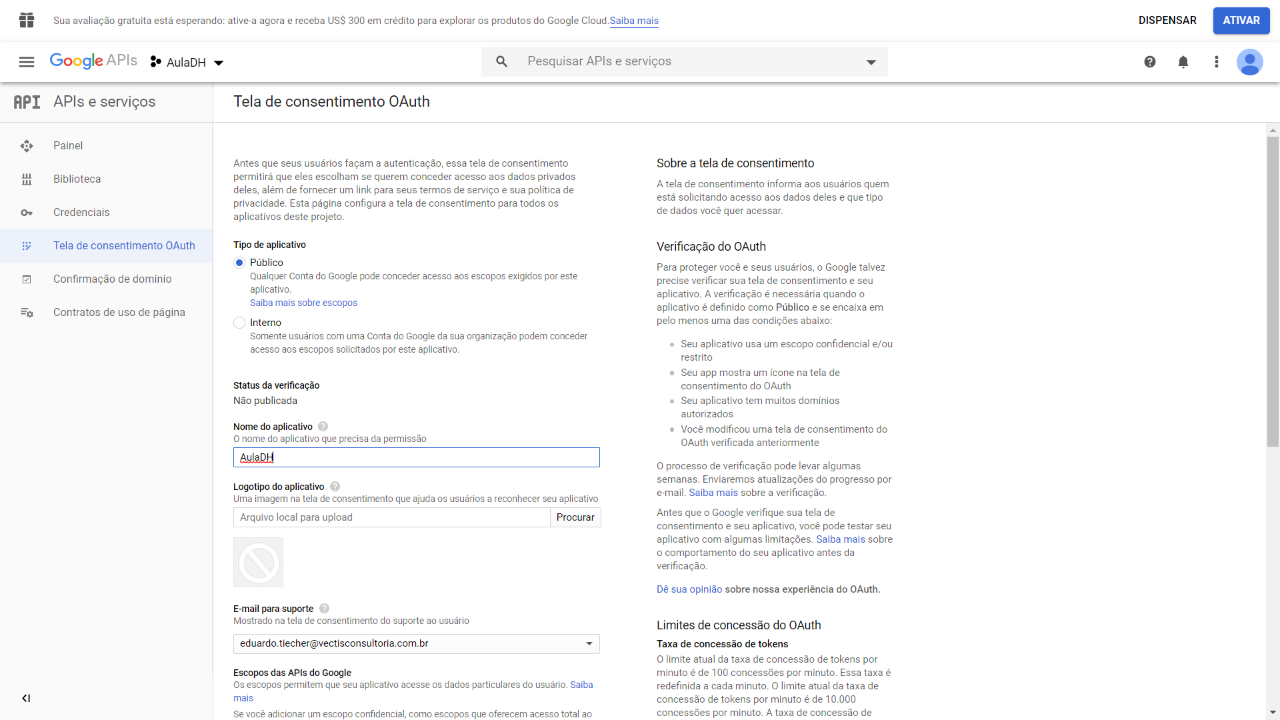 Sua avaliação gratuita está esperando: ative-a agora e receba US$ 300 em crédito para explorar os produtos do Google Cloud.Saiba mais
DISPENSAR
ATIVAR
Google APIs
AulaDH
Pesquisar APIs e serviços
API
APIs e serviços
Tela de consentimento OAuth
Painel
Biblioteca
Credenciais
Tela de consentimento OAuth
Confirmação de domínio
Contratos de uso de página
Antes que seus usuários façam a autenticação, essa tela de consentimento
permitirá que eles escolham se querem conceder acesso aos dados privados
deles, além de fornecer um link para seus termos de serviço e sua política de
privacidade. Esta página configura a tela de consentimento para todos os
aplicativos deste projeto.
Tipo de aplicativo
Público
Qualquer Conta do Google pode conceder acesso aos escopos exigidos por este
aplicativo.
Saiba mais sobre escopos
Interno
Somente usuários com uma Conta do Google da sua organização podem conceder
acesso aos escopos solicitados por este aplicativo.
Status da verificação
Não publicada
Nome do aplicativo
O nome do aplicativo que precisa da permissão
AulaDH
Logotipo do aplicativo
Uma imagem na tela de consentimento que ajuda os usuários a reconhecer seu aplicativo
Arquivo local para upload
Procurar
E-mail para suporte
Mostrado na tela de consentimento do suporte ao usuário
eduardo.tiecher@vectisconsultoria.com.br
Escopos das APIs do Google
Os escopos permitem que seu aplicativo acesse os dados particulares do usuário. Saiba
mais
Se você adicionar um escopo confidencial, como escopos que oferecem acesso total ao
Sobre a tela de consentimento
A tela de consentimento informa aos usuários quem
está solicitando acesso aos dados deles e que tipo
de dados você quer acessar.
Verificação do OAuth
Para proteger você e seus usuários, o Google talvez
precise verificar sua tela de consentimento e seu
aplicativo. A verificação é necessária quando o
aplicativo é definido como Público e se encaixa em
pelo menos uma das condições abaixo:
Seu aplicativo usa um escopo confidencial e/ou
restrito
Seu app mostra um ícone na tela de
consentimento do OAuth
Seu aplicativo tem muitos domínios
autorizados
Você modificou uma tela de consentimento do
OAuth verificada anteriormente
O processo de verificação pode levar algumas
semanas. Enviaremos atualizações do progresso por
e-mail. Saiba mais sobre a verificação.
Antes que o Google verifique sua tela de
consentimento e seu aplicativo, você pode testar seu
aplicativo com algumas limitações. Saiba mais sobre
o comportamento do seu aplicativo antes da
verificação.
Dê sua opinião sobre nossa experiência do OAuth.
Limites de concessão do OAuth
Taxa de concessão de tokens
O limite atual da taxa de concessão de tokens por
minuto é de 100 concessões por minuto. Essa taxa é
redefinida a cada minuto. O limite atual da taxa de
concessão de tokens por minuto é de 10.000
concessões por minuto. A taxa de concessão de